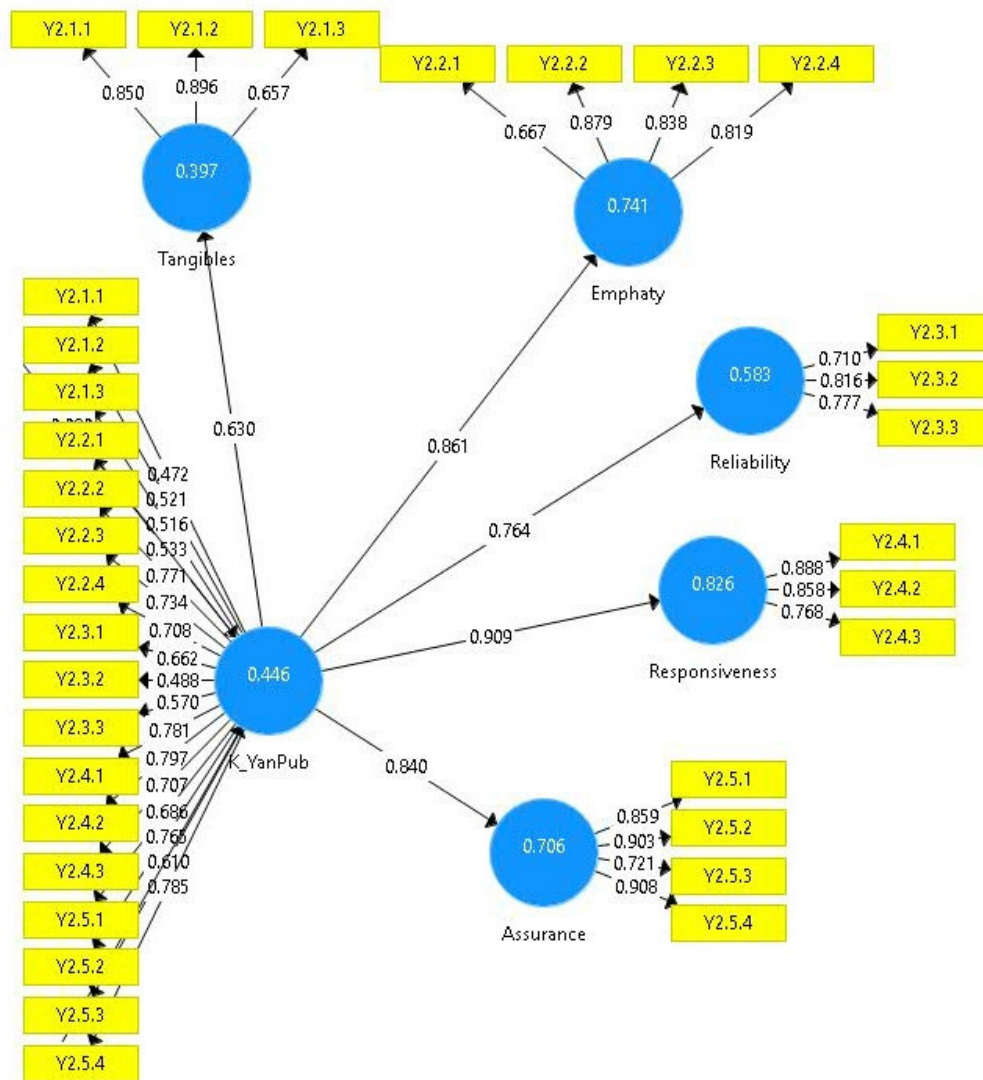 Y2.1.1
Y2.1.2
Y2.1.3
0.850
0.896
0.657
0.397
Tangibles
Y2.2.1
Y2.2.2
Y2.2.3
Y2.2.4
0.667
0.879
0.838
0.819
0.741
Emphaty
Y2.3.1
Y2.3.2
Y2.3.3
0.710
0.816
0.777
0.583
Reliability
Y2.4.1
Y2.4.2
Y2.4.3
0.888
0.858
0.768
0.826
Responsiveness
Y2.5.1
Y2.5.2
Y2.5.3
Y2.5.4
0.859
0.903
0.721
0.908
0.706
Assurance
0.630
0.861
0.764
0.909
0.840
0.446
K_YanPub
Y2.1.1
Y2.1.2
Y2.1.3
Y2.2.1
Y2.2.2
Y2.2.3
Y2.2.4
Y2.3.1
Y2.3.2
Y2.3.3
Y2.4.1
Y2.4.2
Y2.4.3
Y2.5.1
Y2.5.2
Y2.5.3
Y2.5.4
0.472
0.521
0.516
0.533
0.771
0.734
0.708
0.662
0.488
0.570
0.781
0.797
0.707
0.686
0.765
0.610
0.785